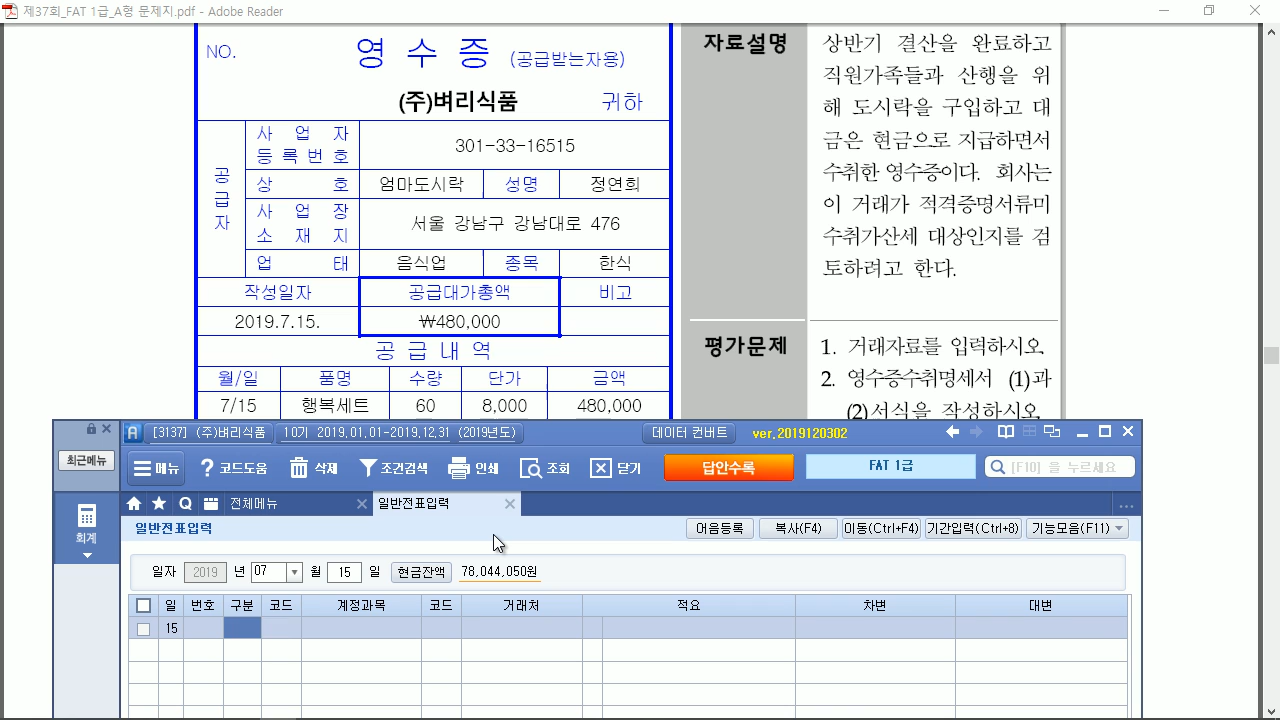 제37회_FAT 1급_A형 문제지.pdf - Adobe Reader
NO. 영 수 증 (공급받는자용)
(주)벼리식품 귀하
공급자
사 업 자 등 록 번 호 301-33-16515
상 호 엄마도시락 성명 정연희
사 업 장 소 재 지 서울 강남구 강남대로 476
업 태 음식업 종목 한식
작성일자 공급대가총액 비고
2019.7.15. ₩480,000
공 급 내 역
월/일 품명 수량 단가 금액
7/15 행복세트 60 8,000 480,000
자료설명
상반기 결산을 완료하고
직원가족들과 산행을 위
해 도시락을 구입하고 대
금은 현금으로 지급하면서
수취한 영수증이다. 회사는
이 거래가 적격증명서류미
수취가산세 대상인지를 검
토하려고 한다.
평가문제
1. 거래자료를 입력하시오.
2. 영수증수취명세서 (1)과
(2)서식을 작성하시오.
최근메뉴
회계
A [3137] (주)벼리식품 10기 2019.01.01~2019.12.31 (2019년도) 데이터 컨버트 ver.2019120302
메뉴 코드도움 삭제 조건검색 인쇄 조회 닫기 답안수록 FAT 1급 [F10] 을 누르세요
전체메뉴 일반전표입력
일반전표입력 어음등록 복사(F4) 이동(Ctrl+F4) 기간입력(Ctrl+8) 기능모음(F11)
일자 2019 년 07 월 15 일 현금잔액 78,044,050원
일 번호 구분 코드 계정과목 코드 거래처 적요 차변 대변
15